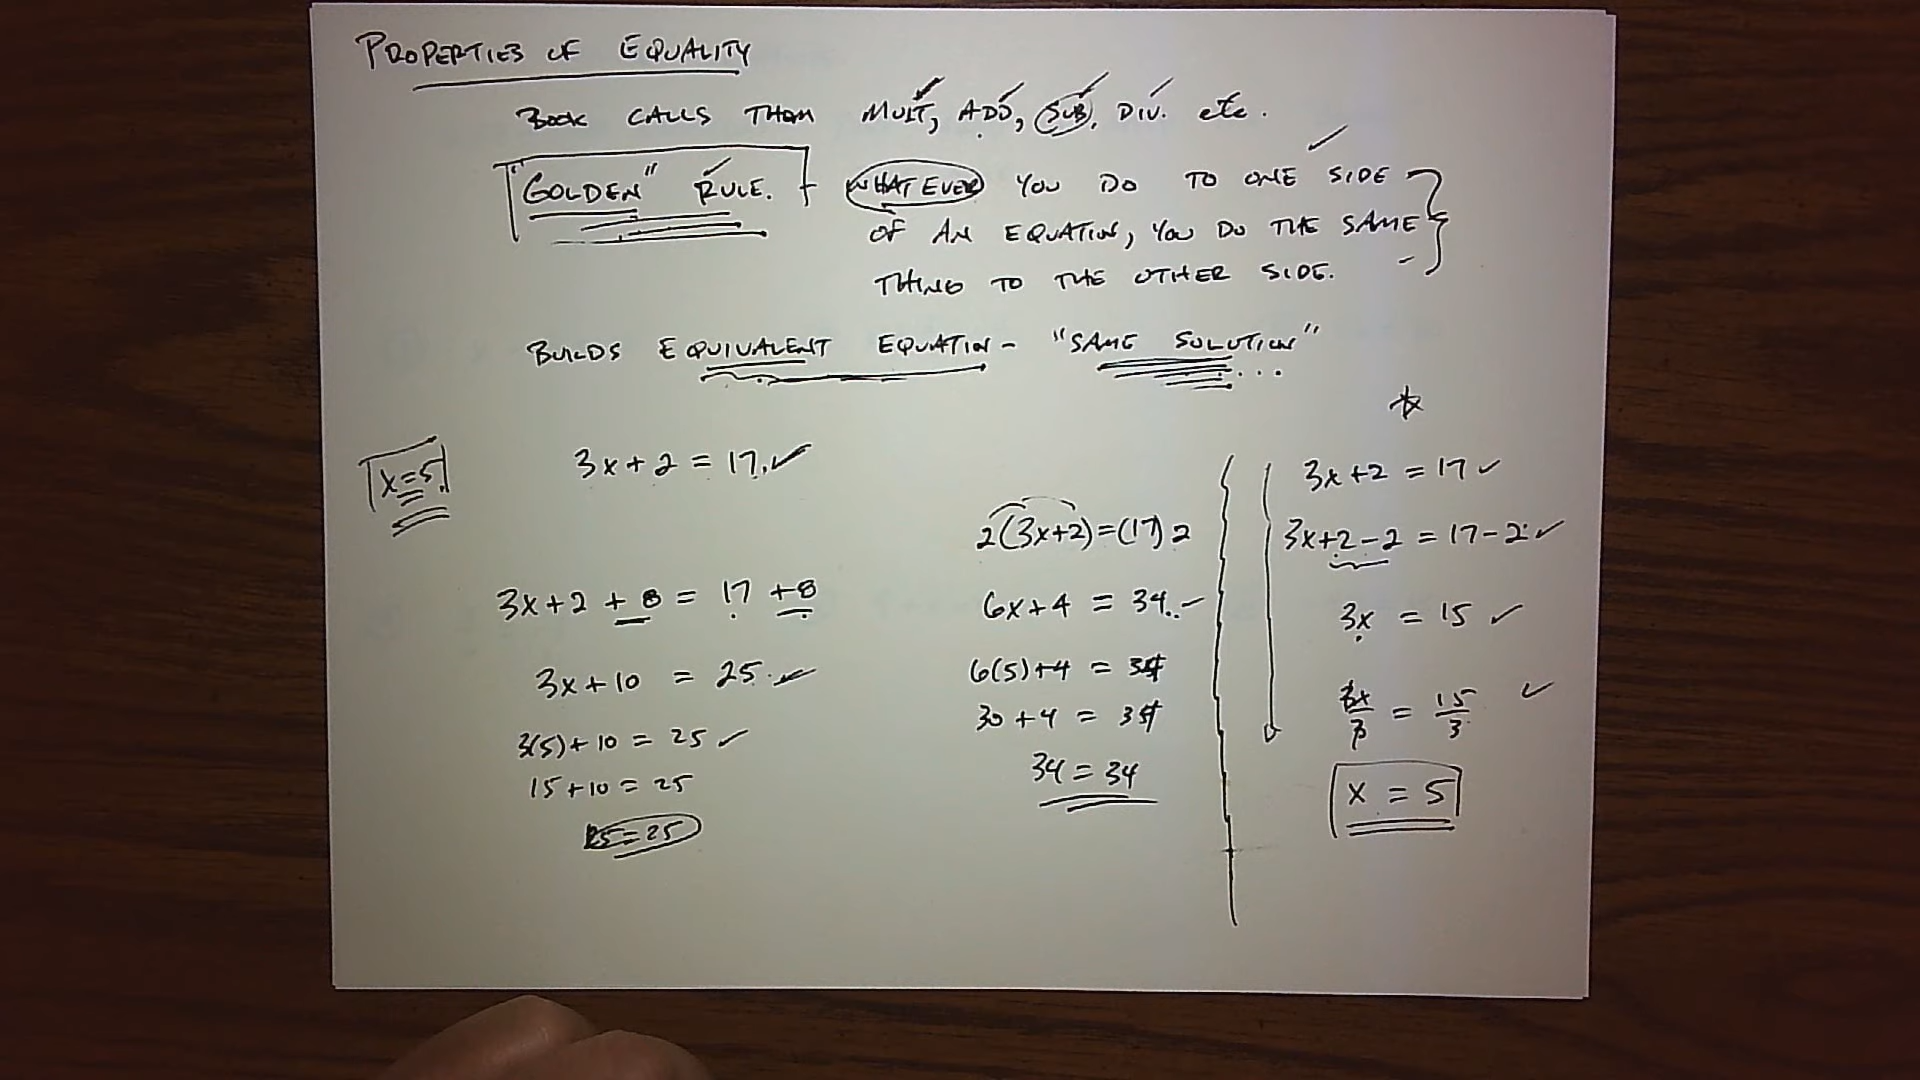 PROPERTIES OF EQUALITY
BOOK CALLS THEM MULT, ADD, SUB, DIV. etc.
"GOLDEN" RULE. - WHATEVER YOU DO TO ONE SIDE
OF AN EQUATION, YOU DO THE SAME
THING TO THE OTHER SIDE.
BUILDS EQUIVALENT EQUATION - "SAME SOLUTION"
...
x=5
3x+2 = 17
3x+2 + 8 = 17 +8
3x+10 = 25
3(5)+10 = 25
15+10 = 25
25=25
2(3x+2)=(17)2
6x+4 = 34
6(5)+4 = 34
30+4 = 34
34=34
3x+2 = 17
3x+2-2 = 17-2
3x = 15
3x/3 = 15/3
x = 5